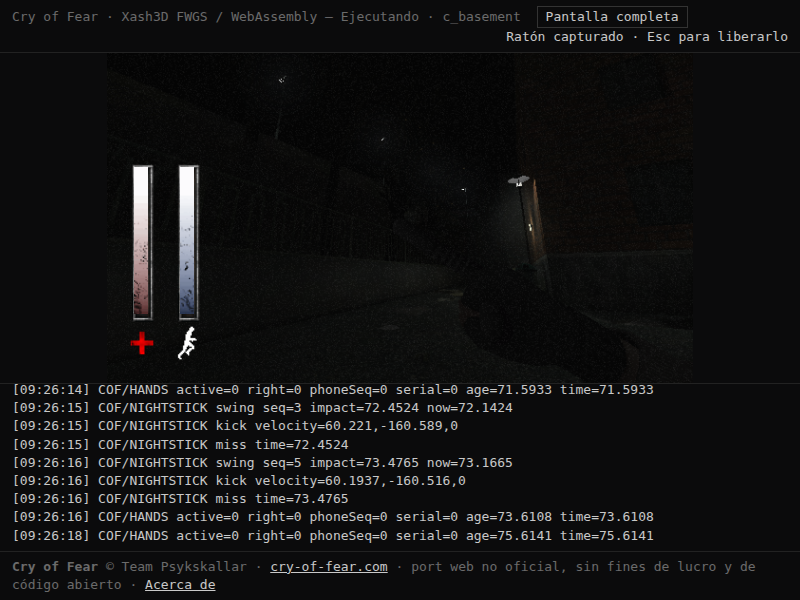 Cry of Fear · Xash3D FWGS / WebAssembly — Ejecutando · c_basement
Pantalla completa
Ratón capturado · Esc para liberarlo
[09:26:14] COF/HANDS active=0 right=0 phoneSeq=0 serial=0 age=71.5933 time=71.5933
[09:26:15] COF/NIGHTSTICK swing seq=3 impact=72.4524 now=72.1424
[09:26:15] COF/NIGHTSTICK kick velocity=60.221,-160.589,0
[09:26:15] COF/NIGHTSTICK miss time=72.4524
[09:26:16] COF/NIGHTSTICK swing seq=5 impact=73.4765 now=73.1665
[09:26:16] COF/NIGHTSTICK kick velocity=60.1937,-160.516,0
[09:26:16] COF/NIGHTSTICK miss time=73.4765
[09:26:16] COF/HANDS active=0 right=0 phoneSeq=0 serial=0 age=73.6108 time=73.6108
[09:26:18] COF/HANDS active=0 right=0 phoneSeq=0 serial=0 age=75.6141 time=75.6141
Cry of Fear © Team Psykskallar · cry-of-fear.com · port web no oficial, sin fines de lucro y de
código abierto · Acerca de